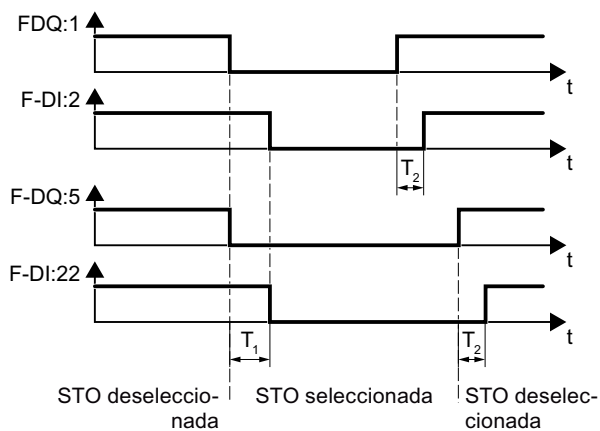 FDQ:1
t
F-DI:2
t
T2
F-DQ:5
t
F-DI:22
t
T1
T2
STO deseleccio-
nada
STO seleccionada
STO deselec-
cionada